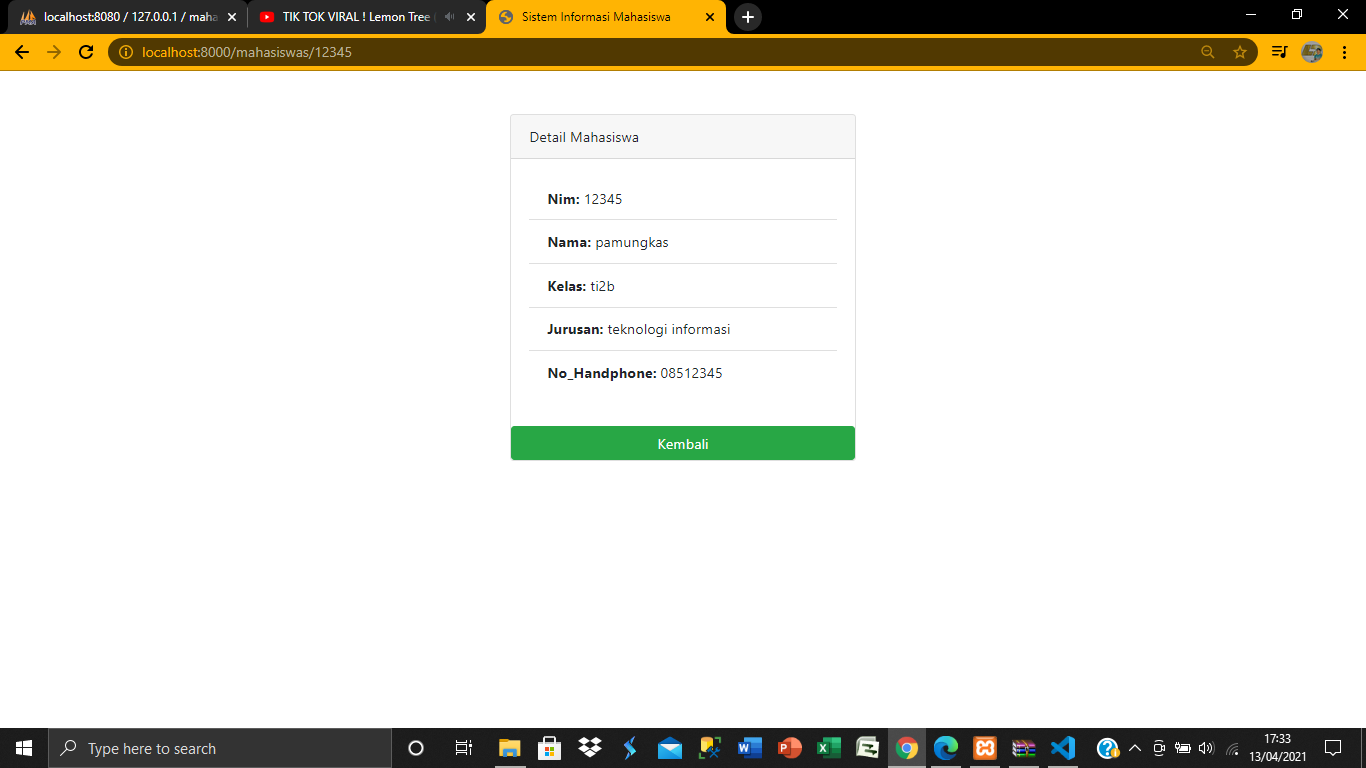 localhost:8080 / 127.0.0.1 / maha
TIK TOK VIRAL ! Lemon Tree (
Sistem Informasi Mahasiswa
localhost:8000/mahasiswas/12345
Detail Mahasiswa
Nim: 12345
Nama: pamungkas
Kelas: ti2b
Jurusan: teknologi informasi
No_Handphone: 08512345
Kembali
Type here to search
17:33
13/04/2021